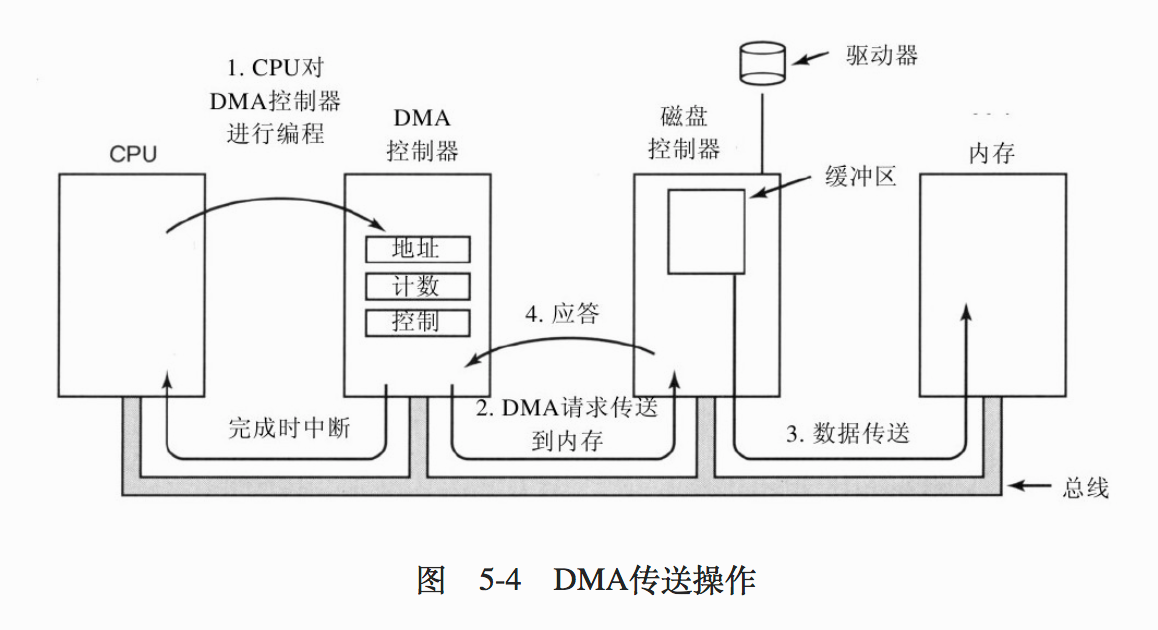 驱动器
1. CPU对
DMA控制器
进行编程
CPU
DMA
控制器
磁盘
控制器
内存
缓冲区
地址
计数
控制
4. 应答
2. DMA请求传送
到内存
完成时中断
3. 数据传送
总线
图 5-4 DMA传送操作